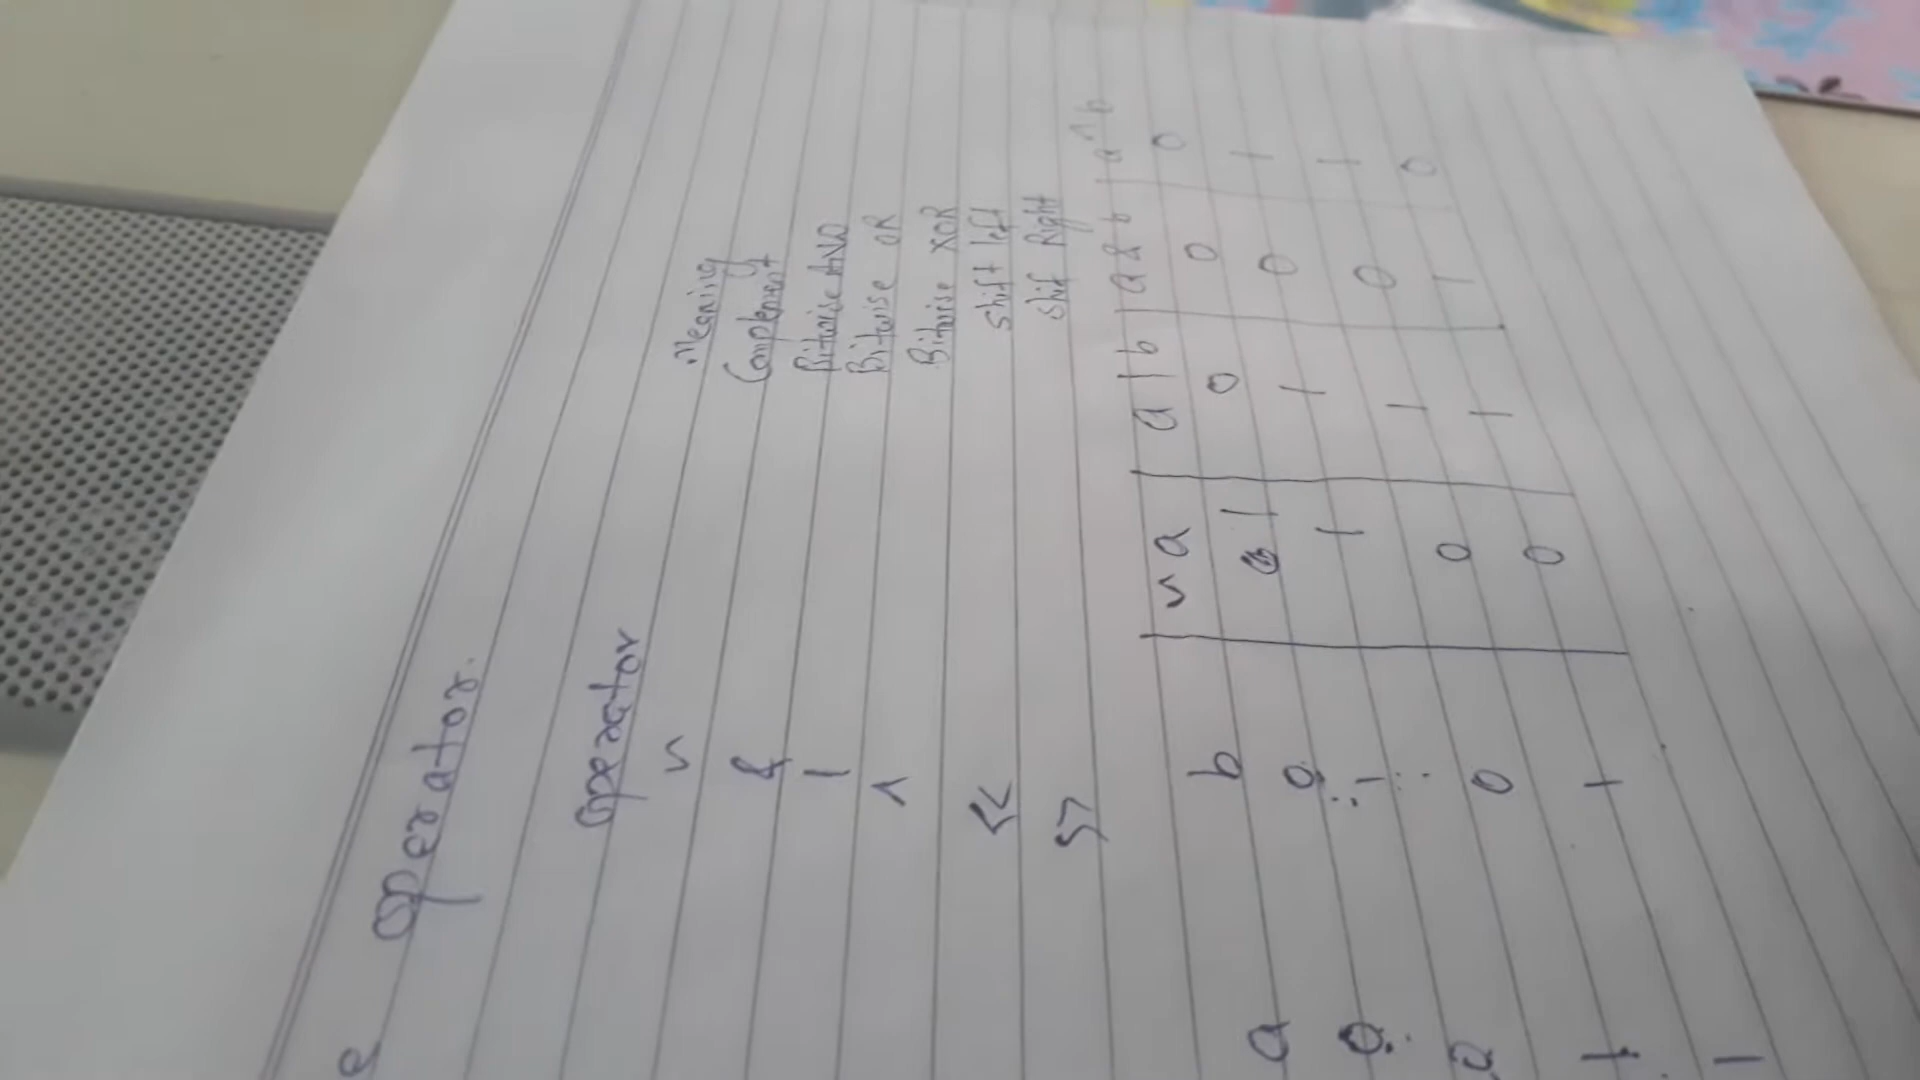 e operator.
operator Meaning
~ Complement
& Bitwise AND
| Bitwise OR
^ Bitwise XOR
<< Shift left
>> Shif Right
a b ~a a|b a&b a^b
0 0 1 0 0 0
0 1 1 1 0 1
1 0 0 1 0 1
1 1 0 1 1 0